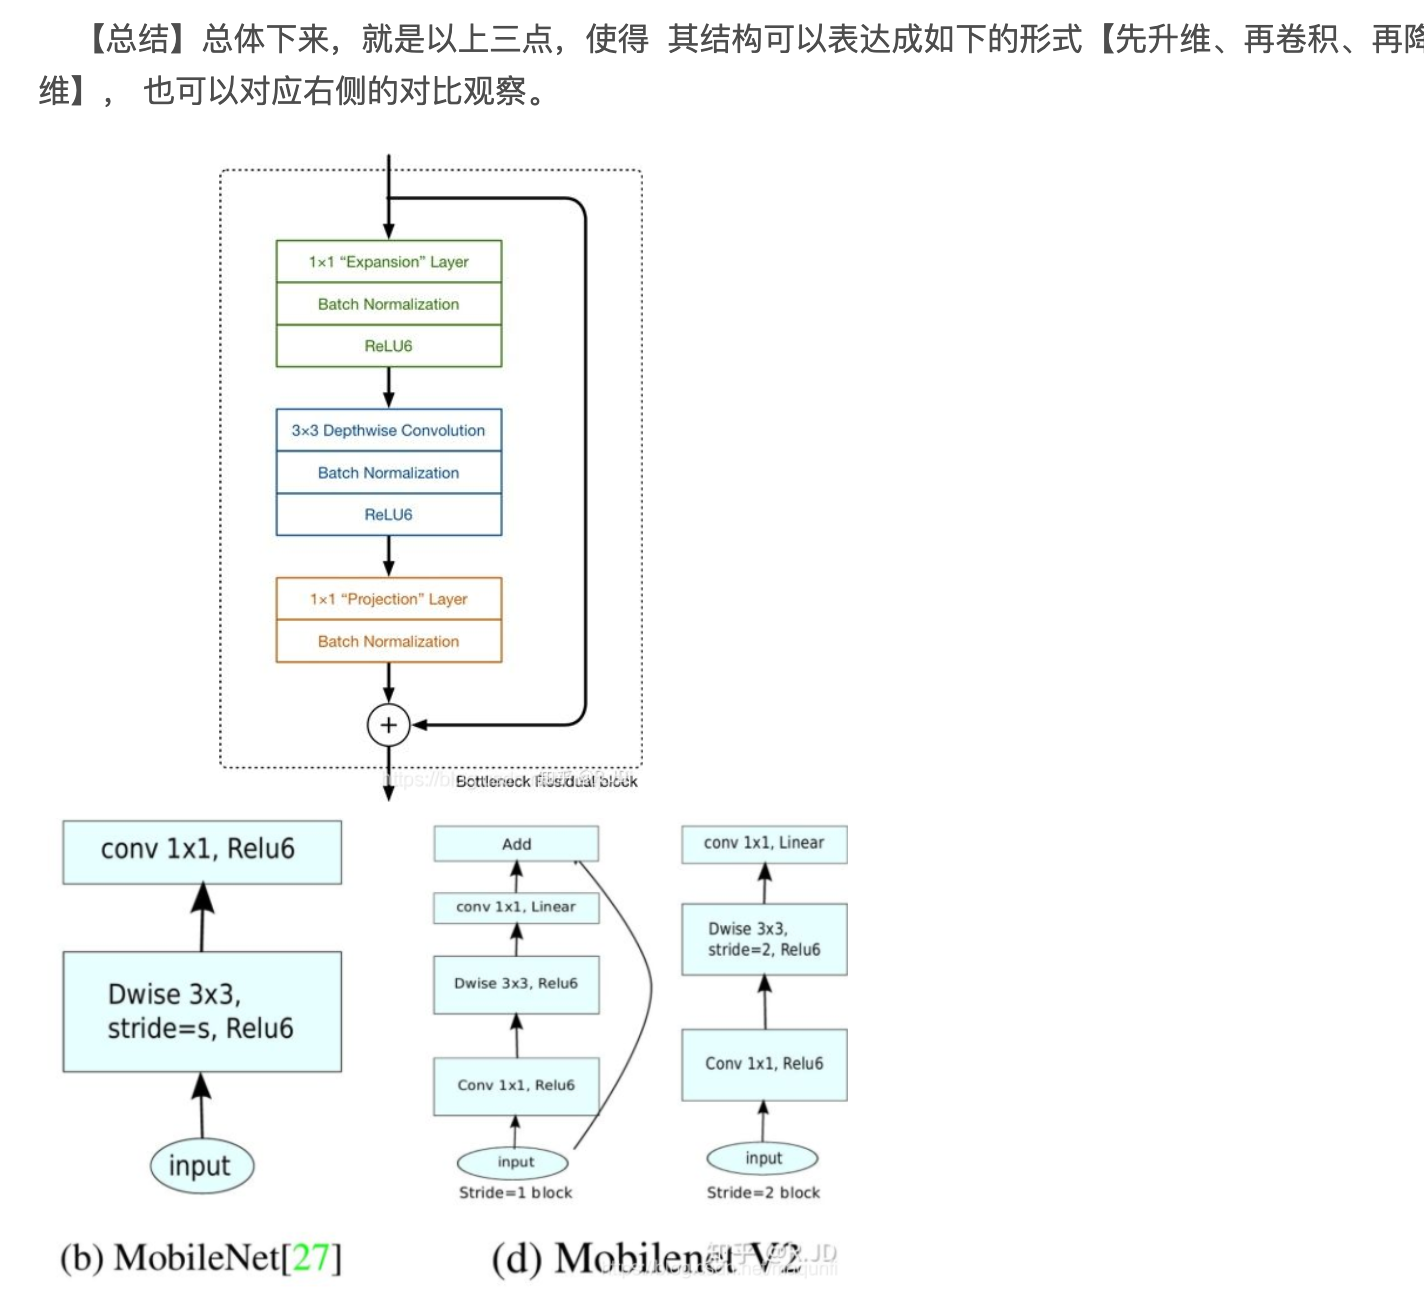 【总结】总体下来，就是以上三点，使得 其结构可以表达成如下的形式【先升维、再卷积、再降
维】， 也可以对应右侧的对比观察。
1×1 “Expansion” Layer
Batch Normalization
ReLU6
3×3 Depthwise Convolution
Batch Normalization
ReLU6
1×1 “Projection” Layer
Batch Normalization
+
Bottleneck Residual block
conv 1x1, Relu6
Dwise 3x3,
stride=s, Relu6
input
(b) MobileNet[27]
Add
conv 1x1, Linear
Dwise 3x3, Relu6
Conv 1x1, Relu6
input
Stride=1 block
conv 1x1, Linear
Dwise 3x3,
stride=2, Relu6
Conv 1x1, Relu6
input
Stride=2 block
(d) Mobilenet V2
知乎 @R.JD